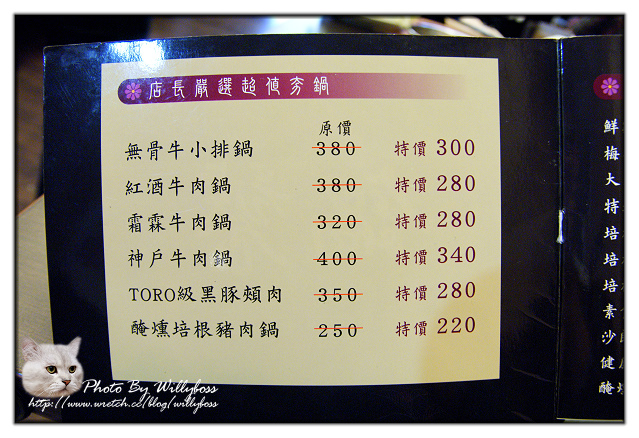 店長嚴選超值夯鍋
原價
無骨牛小排鍋 380 特價 300
紅酒牛肉鍋 380 特價 280
霜霖牛肉鍋 320 特價 280
神戶牛肉鍋 400 特價 340
TORO級黑豚頰肉 350 特價 280
醃燻培根豬肉鍋 250 特價 220
鮮
梅
大
特
培
培
培
素
沙
健
醃
Photo By Willyboss
http://www.wretch.cc/blog/willyboss